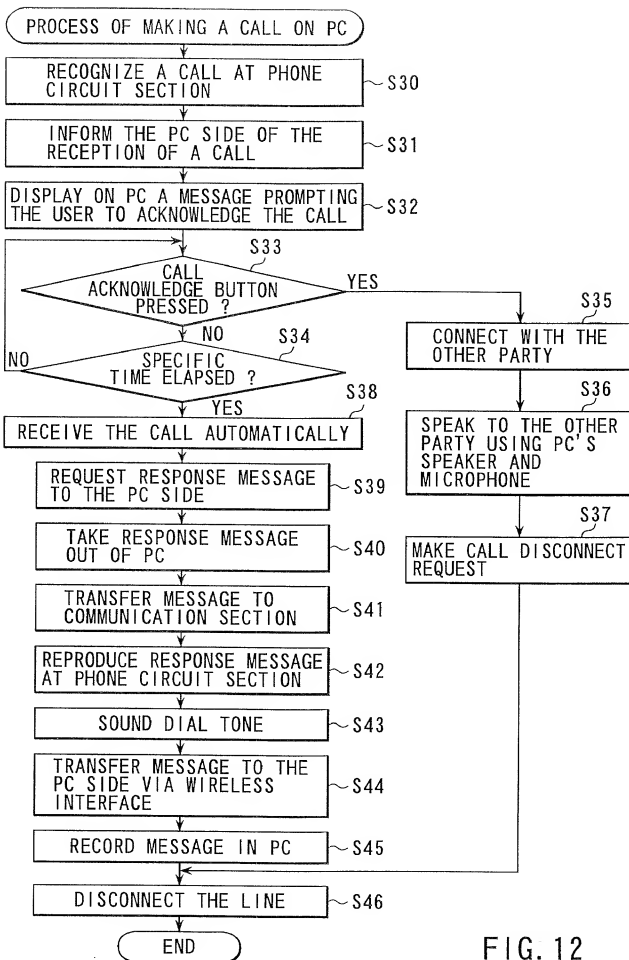 PROCESS OF MAKING A CALL ON PC
RECOGNIZE A CALL AT PHONE
CIRCUIT SECTION
S30
INFORM THE PC SIDE OF THE
RECEPTION OF A CALL
S31
DISPLAY ON PC A MESSAGE PROMPTING
THE USER TO ACKNOWLEDGE THE CALL
S32
S33
CALL
ACKNOWLEDGE BUTTON
PRESSED ?
YES
NO
S34
SPECIFIC
TIME ELAPSED ?
NO
YES
S35
CONNECT WITH THE
OTHER PARTY
S36
SPEAK TO THE OTHER
PARTY USING PC'S
SPEAKER AND
MICROPHONE
S37
MAKE CALL DISCONNECT
REQUEST
S38
RECEIVE THE CALL AUTOMATICALLY
REQUEST RESPONSE MESSAGE
TO THE PC SIDE
S39
TAKE RESPONSE MESSAGE
OUT OF PC
S40
TRANSFER MESSAGE TO
COMMUNICATION SECTION
S41
REPRODUCE RESPONSE MESSAGE
AT PHONE CIRCUIT SECTION
S42
SOUND DIAL TONE
S43
TRANSFER MESSAGE TO THE
PC SIDE VIA WIRELESS
INTERFACE
S44
RECORD MESSAGE IN PC
S45
DISCONNECT THE LINE
S46
END
FIG. 12